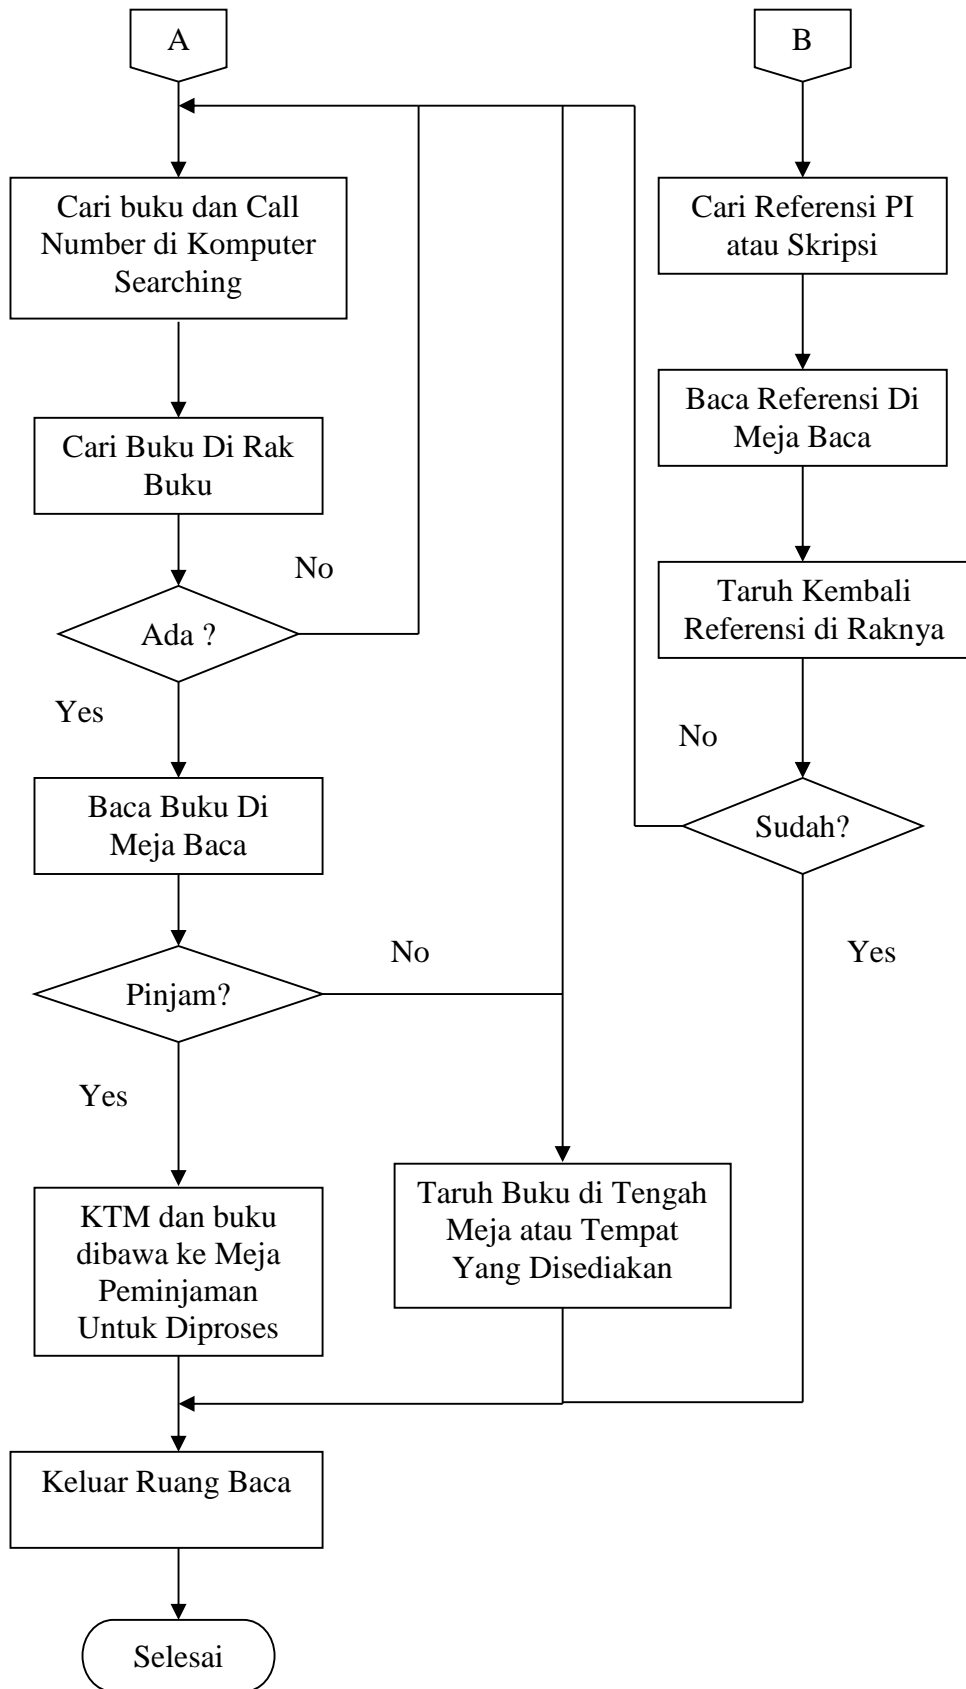 A
B
Cari buku dan Call
Number di Komputer
Searching
Cari Referensi PI
atau Skripsi
Baca Referensi Di
Meja Baca
Cari Buku Di Rak
Buku
No
Taruh Kembali
Referensi di Raknya
Ada ?
Yes
No
Baca Buku Di
Meja Baca
Sudah?
No
Yes
Pinjam?
Yes
Taruh Buku di Tengah
Meja atau Tempat
Yang Disediakan
KTM dan buku
dibawa ke Meja
Peminjaman
Untuk Diproses
Keluar Ruang Baca
Selesai